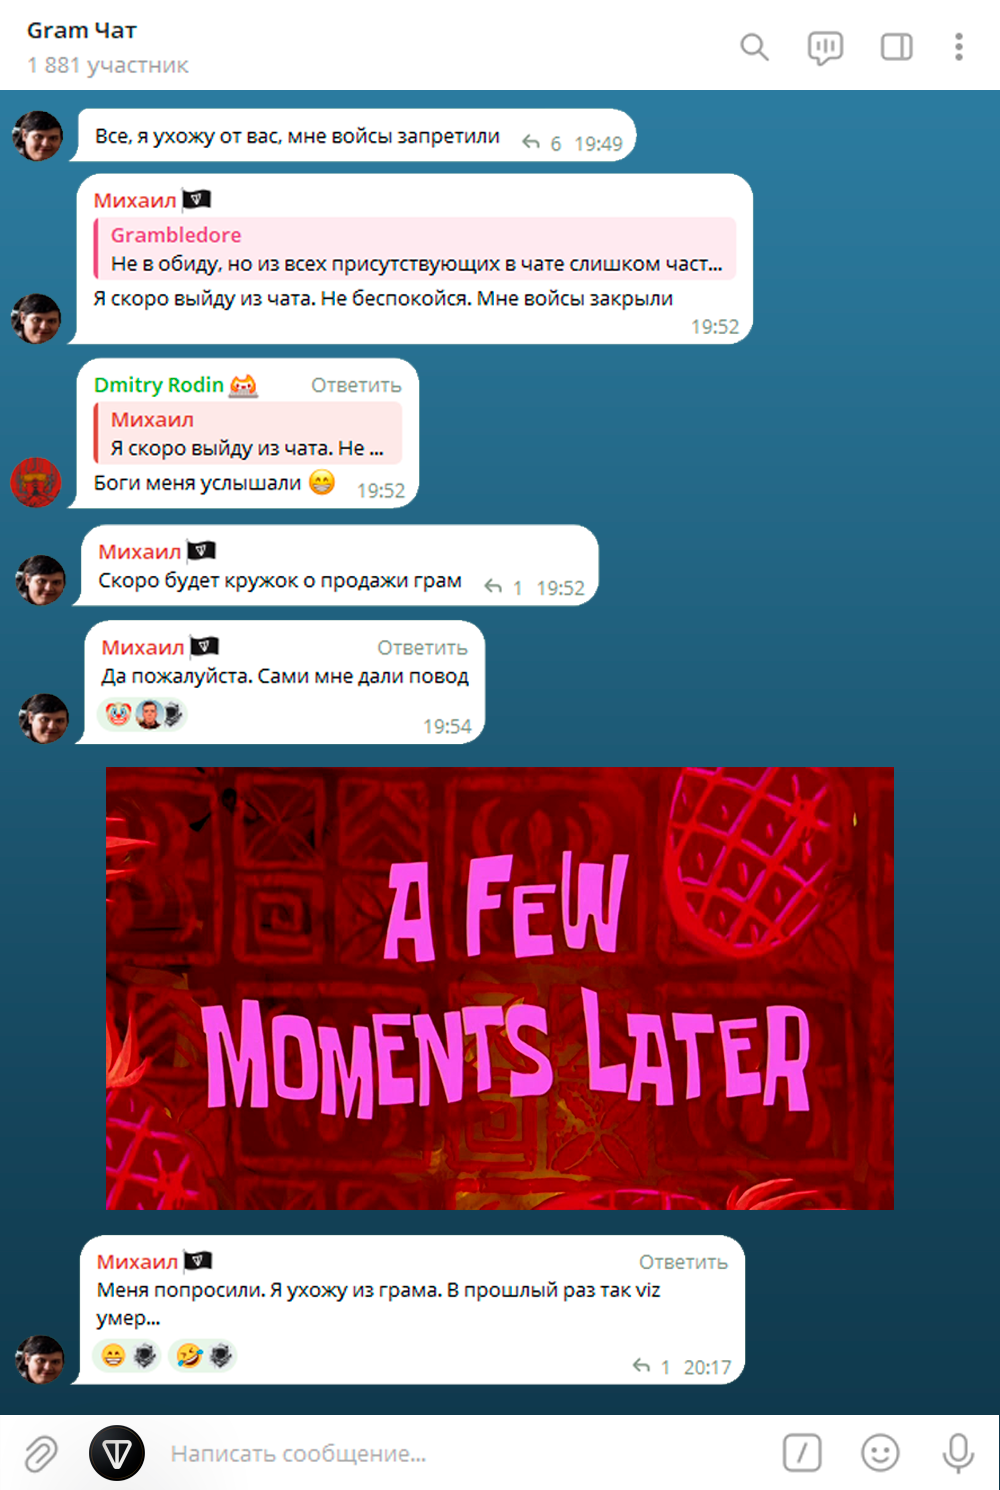 Gram Чат
1 881 участник
Все, я ухожу от вас, мне войсы запретили 6 19:49
Михаил
Grambledore
Не в обиду, но из всех присутствующих в чате слишком част...
Я скоро выйду из чата. Не беспокойся. Мне войсы закрыли
19:52
Dmitry Rodin Ответить
Михаил
Я скоро выйду из чата. Не ...
Боги меня услышали 😁 19:52
Михаил
Скоро будет кружок о продажи грам 1 19:52
Михаил Ответить
Да пожалуйста. Сами мне дали повод
19:54
A FEW
MOMENTS LATER
Михаил Ответить
Меня попросили. Я ухожу из грама. В прошлый раз так viz
умер...
1 20:17
Написать сообщение...